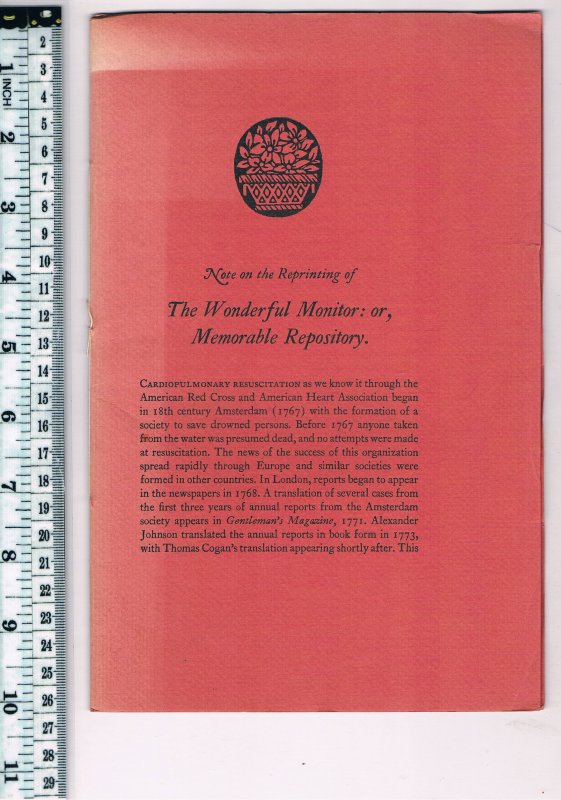 Note on the Reprinting of
The Wonderful Monitor: or,
Memorable Repository.
CARDIOPULMONARY RESUSCITATION as we know it through the
American Red Cross and American Heart Association began
in 18th century Amsterdam (1767) with the formation of a
society to save drowned persons. Before 1767 anyone taken
from the water was presumed dead, and no attempts were made
at resuscitation. The news of the success of this organization
spread rapidly through Europe and similar societies were
formed in other countries. In London, reports began to appear
in the newspapers in 1768. A translation of several cases from
the first three years of annual reports from the Amsterdam
society appears in Gentleman's Magazine, 1771. Alexander
Johnson translated the annual reports in book form in 1773,
with Thomas Cogan's translation appearing shortly after. This
1 INCH
2
3
4
5
6
7
8
9
10
11
2
3
4
5
6
7
8
9
10
11
12
13
14
15
16
17
18
19
20
21
22
23
24
25
26
27
28
29